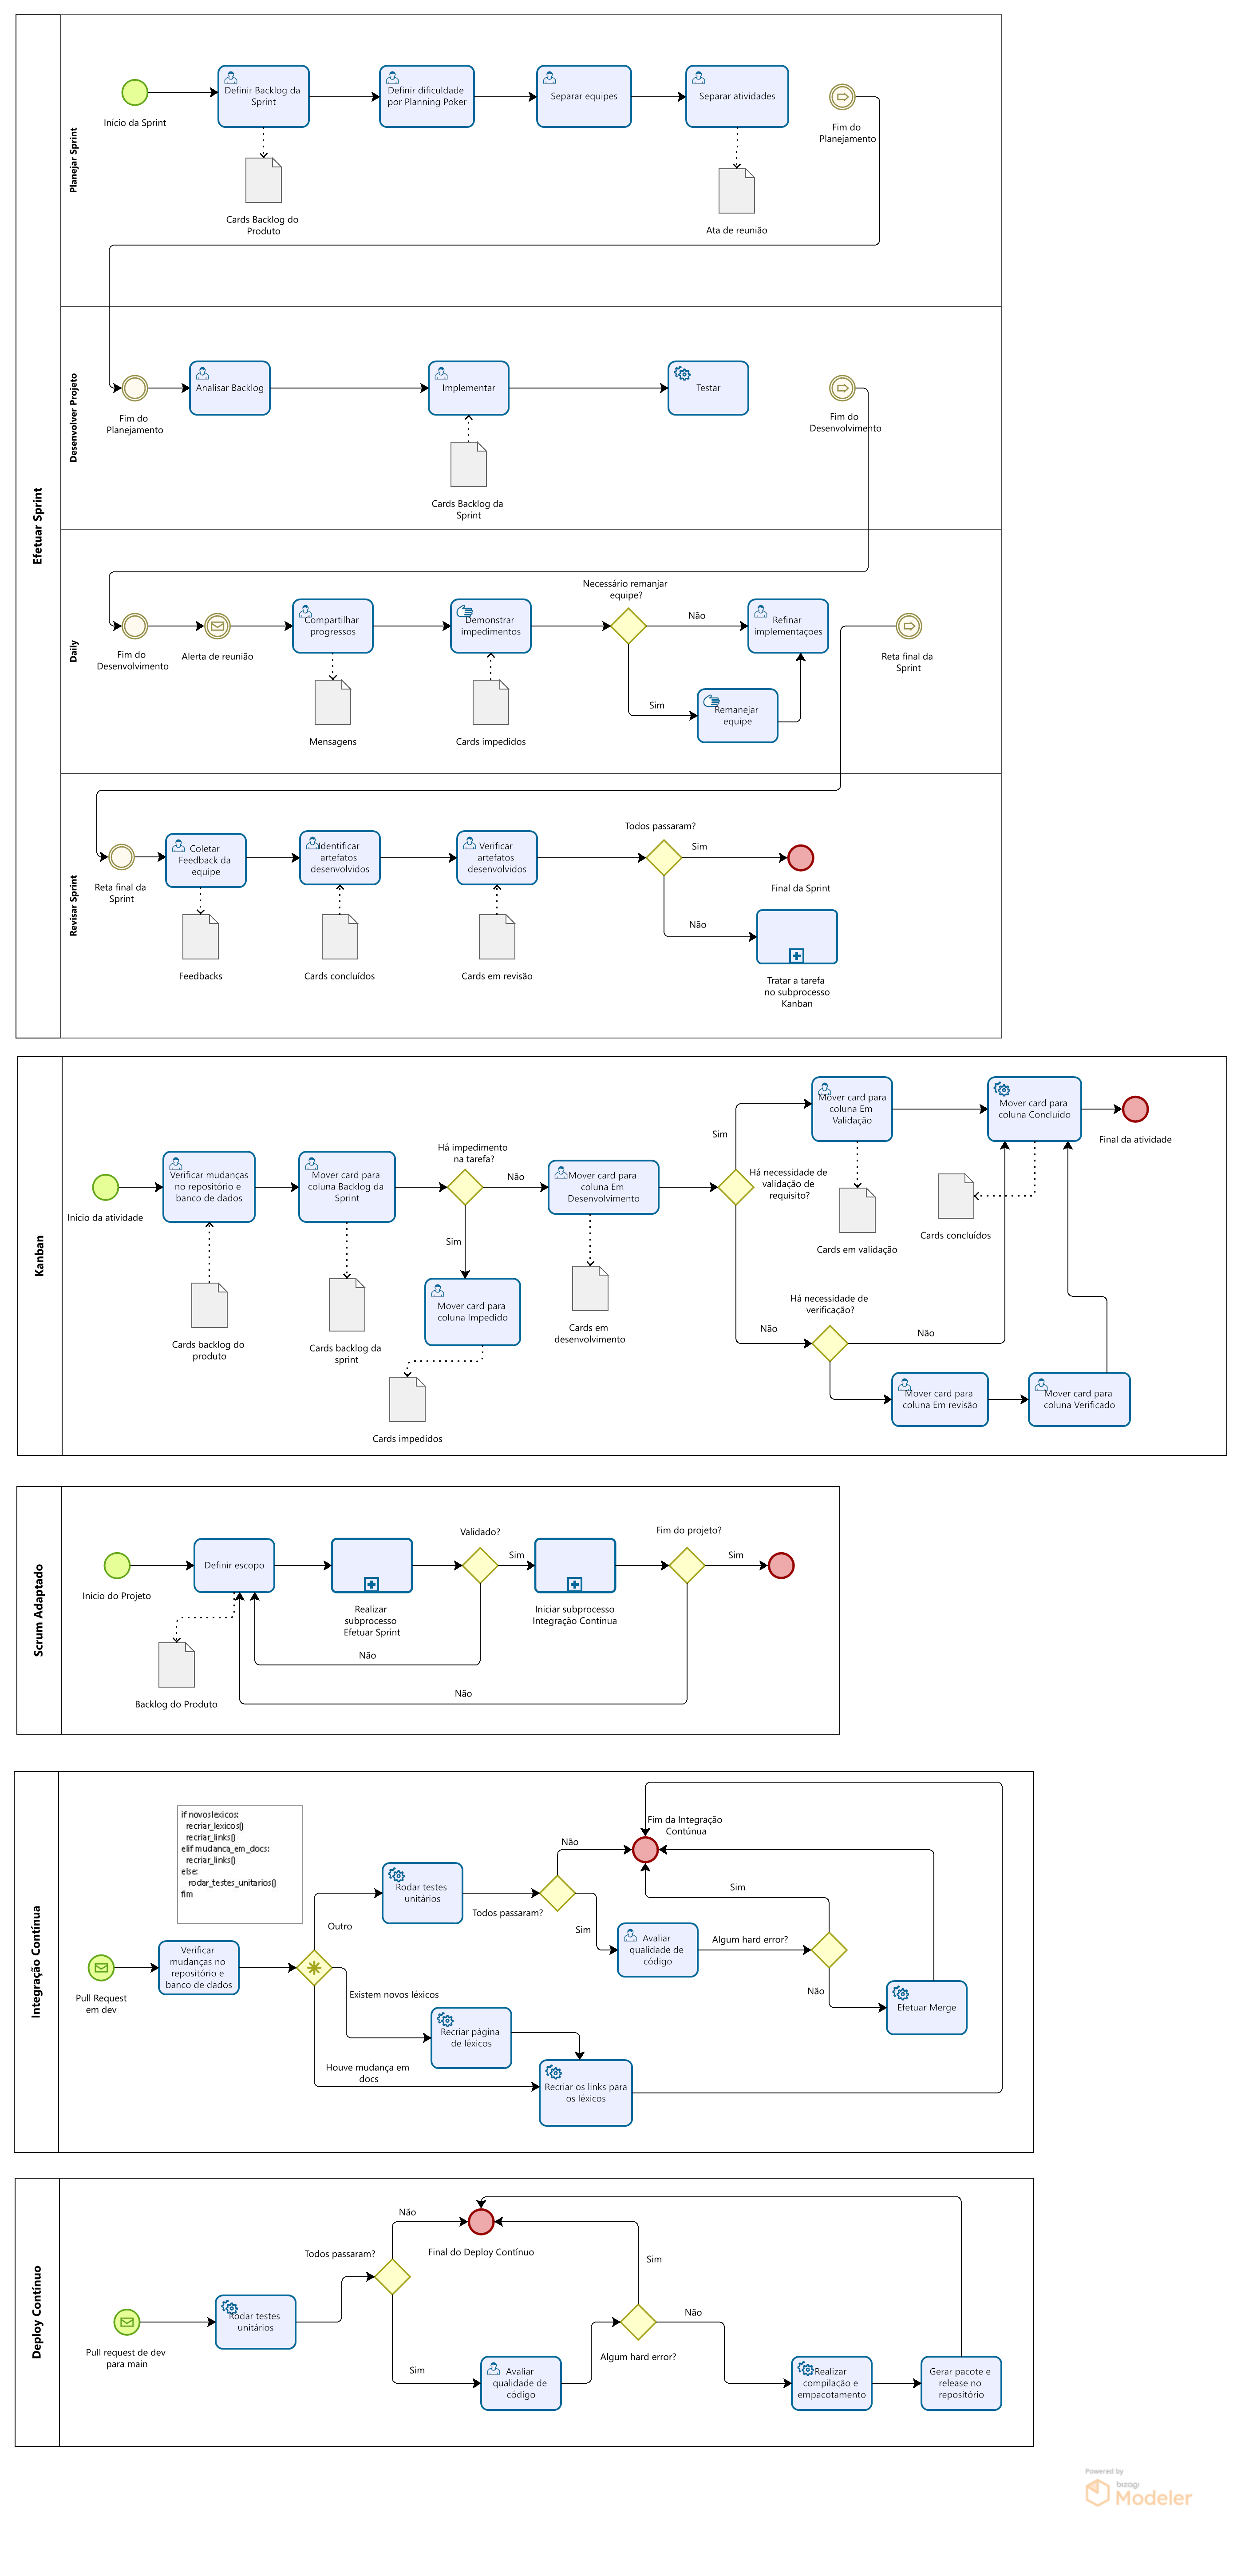 Efetuar Sprint
Planejar Sprint
Início da Sprint
Definir Backlog da
Sprint
Definir dificuldade
por Planning Poker
Separar equipes
Separar atividades
Fim do
Planejamento
Cards Backlog do
Produto
Ata de reunião
Desenvolver Projeto
Fim do
Planejamento
Analisar Backlog
Implementar
Testar
Fim do
Desenvolvimento
Cards Backlog da
Sprint
Daily
Fim do
Desenvolvimento
Alerta de reunião
Compartilhar
progressos
Demonstrar
impedimentos
Necessário remanjar
equipe?
Não
Sim
Refinar
implementaçoes
Remanejar
equipe
Reta final da
Sprint
Mensagens
Cards impedidos
Revisar Sprint
Reta final da
Sprint
Coletar
Feedback da
equipe
Identificar
artefatos
desenvolvidos
Verificar
artefatos
desenvolvidos
Todos passaram?
Sim
Não
Final da Sprint
Tratar a tarefa
no subprocesso
Kanban
Feedbacks
Cards concluidos
Cards em revisão
Kanban
Início da atividade
Verificar mudanças
no repositório e
banco de dados
Mover card para
coluna Backlog da
Sprint
Há impedimento
na tarefa?
Não
Sim
Mover card para
coluna Em
Desenvolvimento
Mover card para
coluna Impedido
Cards backlog do
produto
Cards backlog da
sprint
Cards impedidos
Cards em
desenvolvimento
Há necessidade de
validação de
requisito?
Sim
Não
Mover card para
coluna Em
Validação
Mover card para
coluna Concluído
Final da atividade
Cards em validação
Cards concluídos
Há necessidade de
verificação?
Não
Mover card para
coluna Em revisão
Mover card para
coluna Verificado
Scrum Adaptado
Início do Projeto
Definir escopo
Backlog do Produto
Realizar
subprocesso
Efetuar Sprint
Validado?
Sim
Não
Iniciar subprocesso
Integração Contínua
Fim do projeto?
Sim
Não
Integração Contínua
if novoslexicos:
recriar_lexicos()
recriar_links()
elif mudanca_em_docs:
recriar_links()
else:
rodar_testes_unitarios()
fim
Pull Request
em dev
Verificar
mudanças no
repositório e
banco de dados
Outro
Existem novos léxicos
Houve mudança em
docs
Rodar testes
unitários
Todos passaram?
Não
Sim
Fim da Integração
Contúnua
Avaliar
qualidade de
código
Algum hard error?
Sim
Não
Efetuar Merge
Recriar página
de léxicos
Recriar os links para
os léxicos
Deploy Contínuo
Pull request de dev
para main
Rodar testes
unitários
Todos passaram?
Não
Sim
Final do Deploy Contínuo
Avaliar
qualidade de
código
Algum hard error?
Sim
Não
Realizar
compilação e
empacotamento
Gerar pacote e
release no
repositório
Powered by
bizagi
Modeler